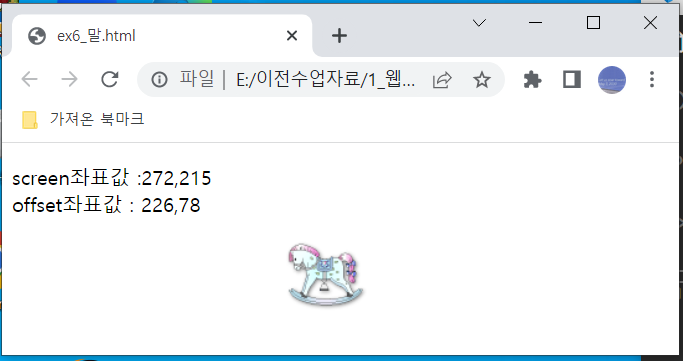 ex6_말.html
파일 | E:/이전수업자료/1_웹...
가져온 북마크
screen좌표값 :272,215
offset좌표값 : 226,78